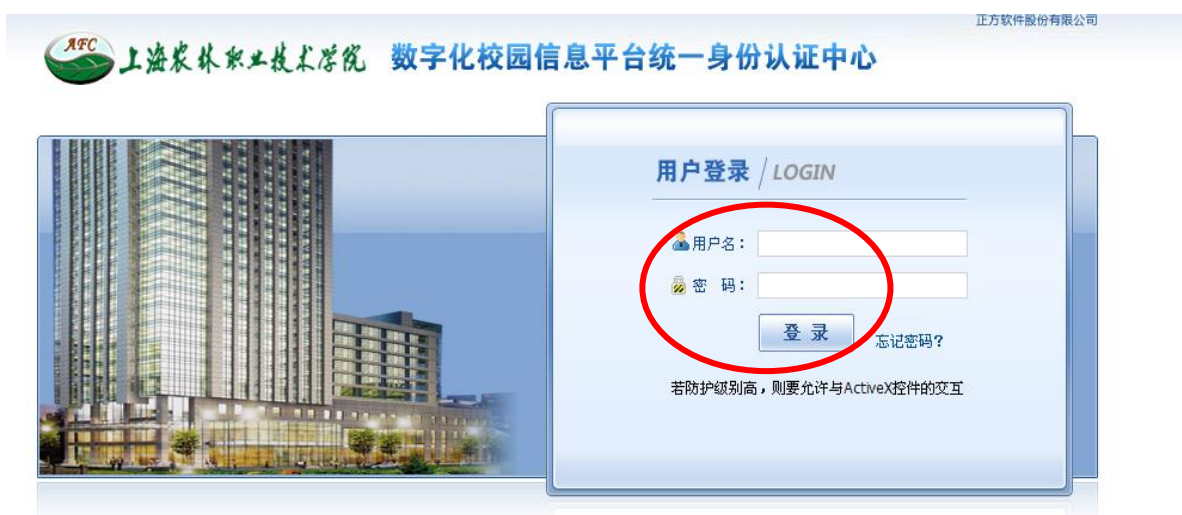 正方软件股份有限公司
AFC
上海农林职业技术学院 数字化校园信息平台统一身份认证中心
用户登录 / LOGIN
用户名：
密 码：
登 录
忘记密码?
若防护级别高，则要允许与ActiveX控件的交互